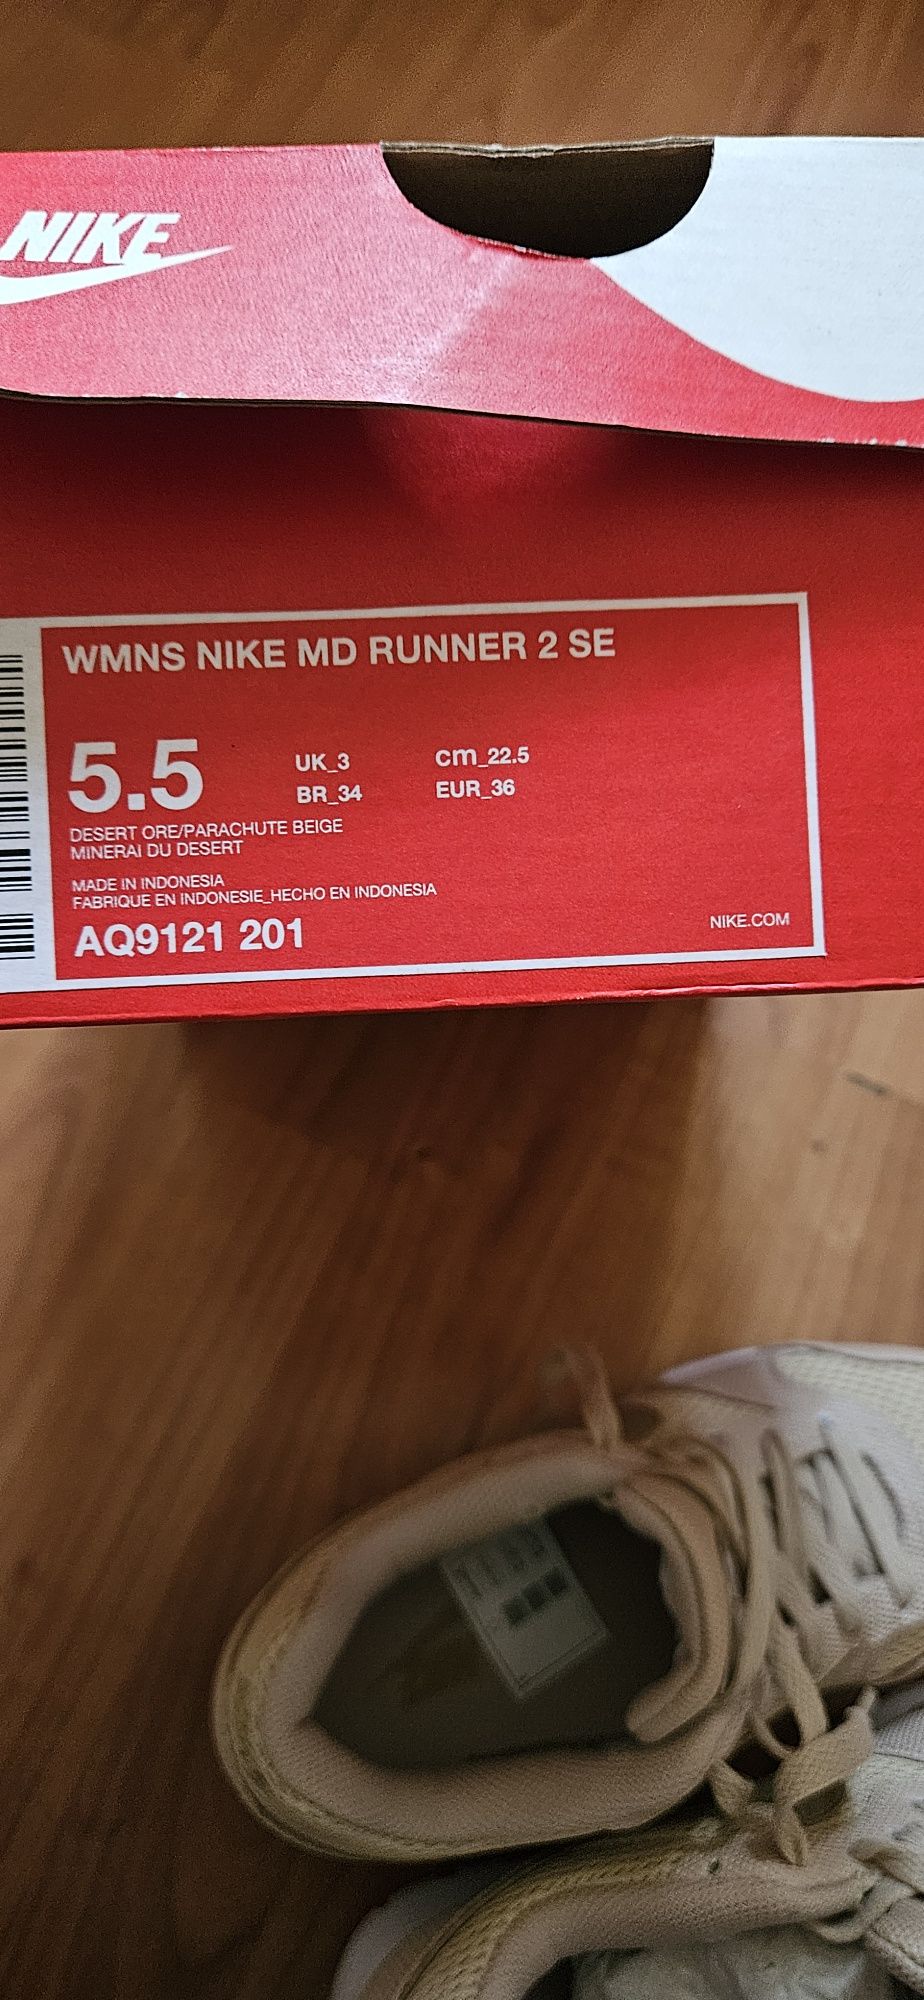 NIKE
WMNS NIKE MD RUNNER 2 SE
5.5 UK_3 cm_22.5
BR_34 EUR_36
DESERT ORE/PARACHUTE BEIGE
MINERAI DU DESERT
MADE IN INDONESIA
FABRIQUE EN INDONESIE_HECHO EN INDONESIA
AQ9121 201
NIKE.COM